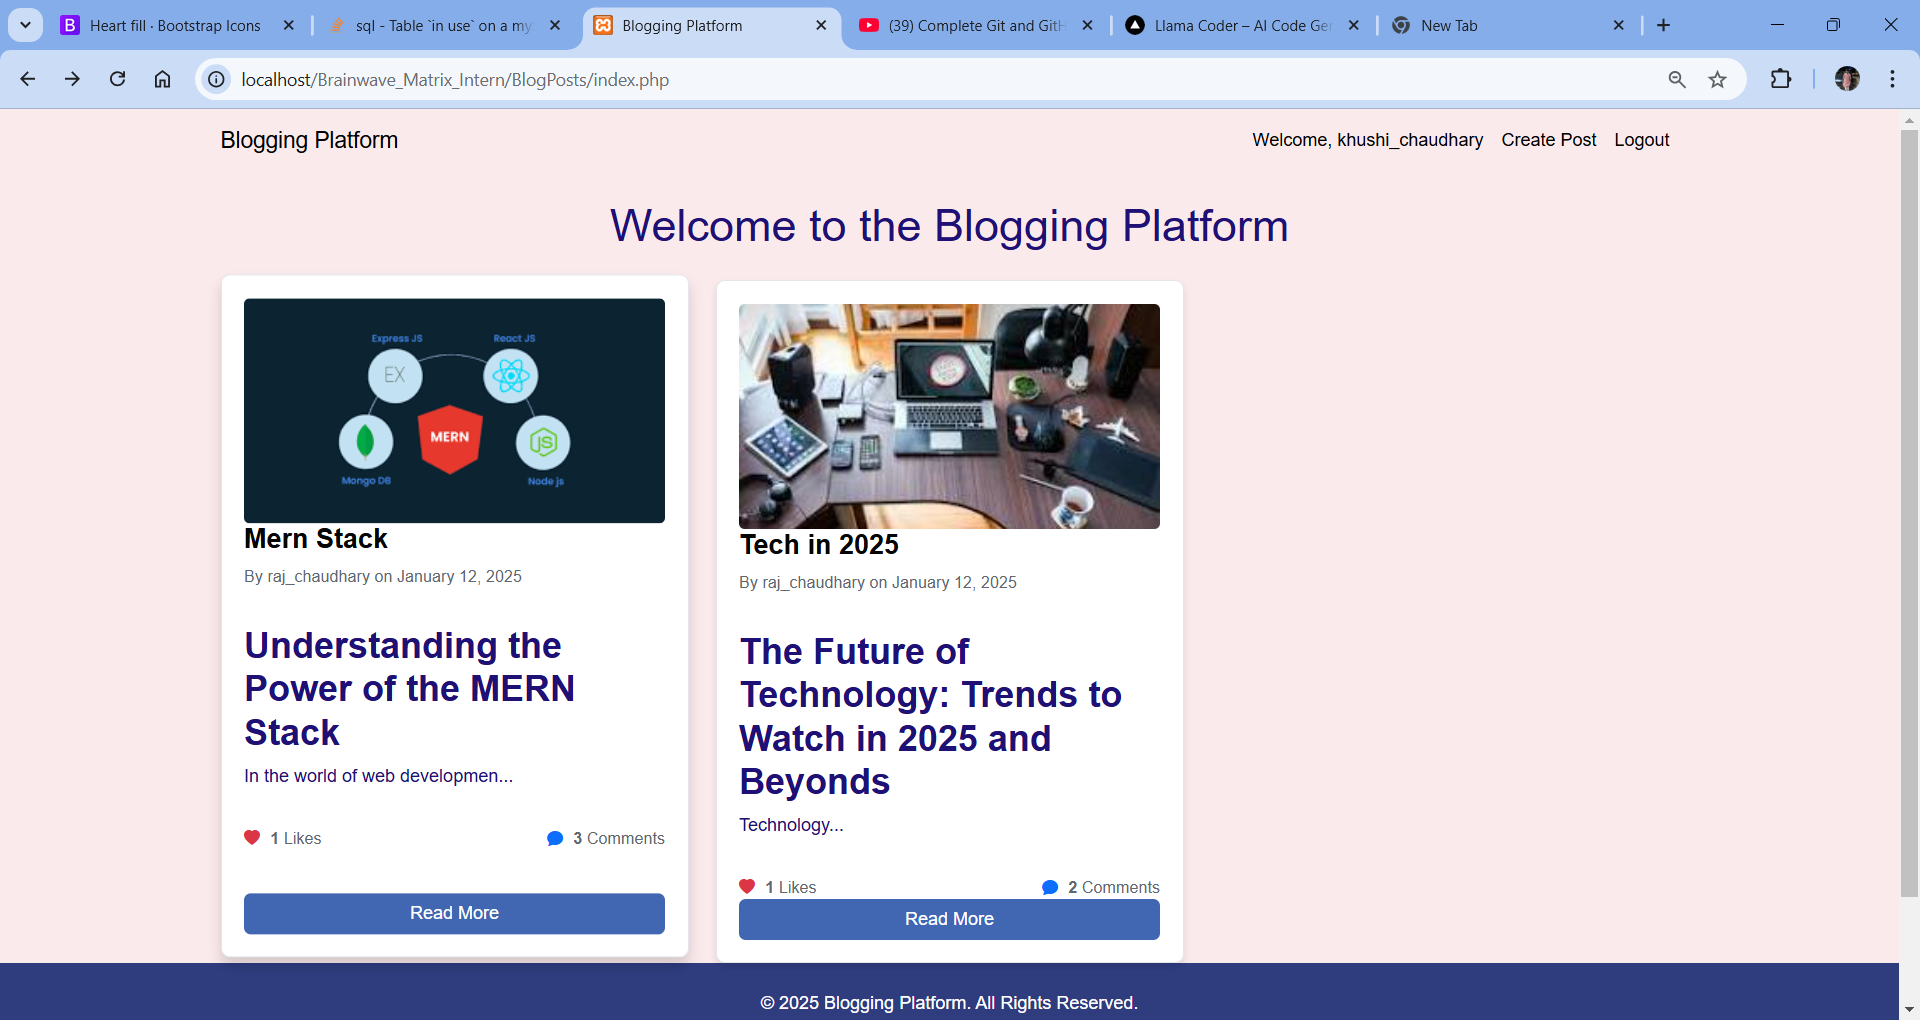 Heart fill · Bootstrap Icons
sql - Table `in use` on a my
Blogging Platform
(39) Complete Git and GitH
Llama Coder – AI Code Ge
New Tab
localhost/Brainwave_Matrix_Intern/BlogPosts/index.php
Blogging Platform
Welcome, khushi_chaudhary Create Post Logout
Welcome to the Blogging Platform
Express JS React JS
EX
MERN
JS
Mongo DB Node js
Mern Stack
By raj_chaudhary on January 12, 2025
Understanding the
Power of the MERN
Stack
In the world of web developmen...
1 Likes 3 Comments
Read More
Tech in 2025
By raj_chaudhary on January 12, 2025
The Future of
Technology: Trends to
Watch in 2025 and
Beyonds
Technology...
1 Likes 2 Comments
Read More
© 2025 Blogging Platform. All Rights Reserved.